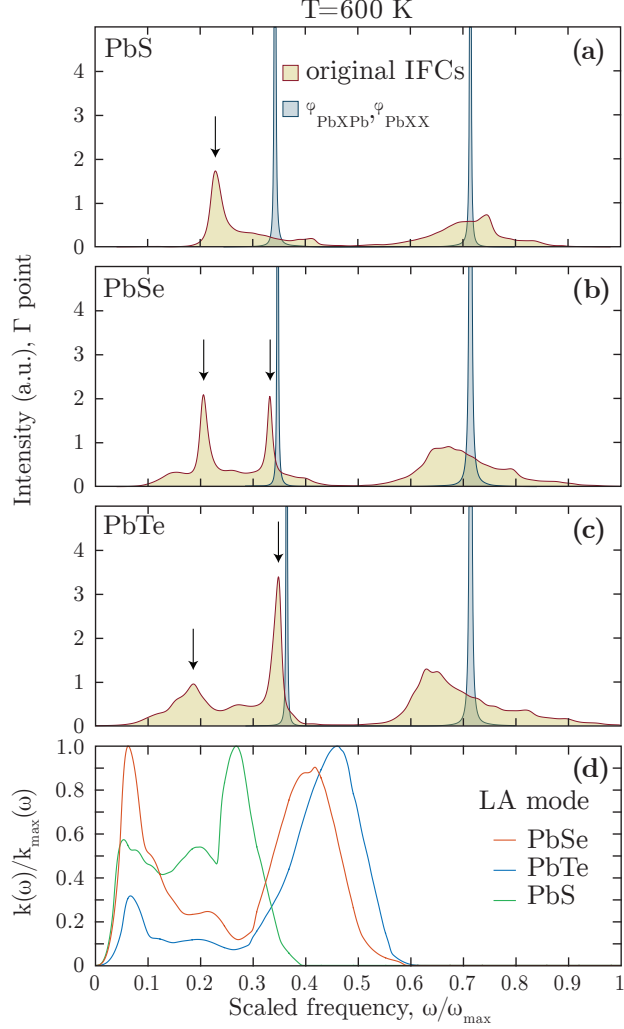 T=600 K
PbS
(a)
original IFCs
φPbXPb,φPbXX
5
4
3
2
1
0
PbSe
(b)
4
3
2
1
0
PbTe
(c)
4
3
2
1
0
Intensity (a.u.), Γ point
(d)
LA mode
PbSe
PbTe
PbS
1.0
0.8
0.6
0.4
0.2
0
k(ω)/kmax(ω)
0 0.1 0.2 0.3 0.4 0.5 0.6 0.7 0.8 0.9 1
Scaled frequency, ω/ωmax